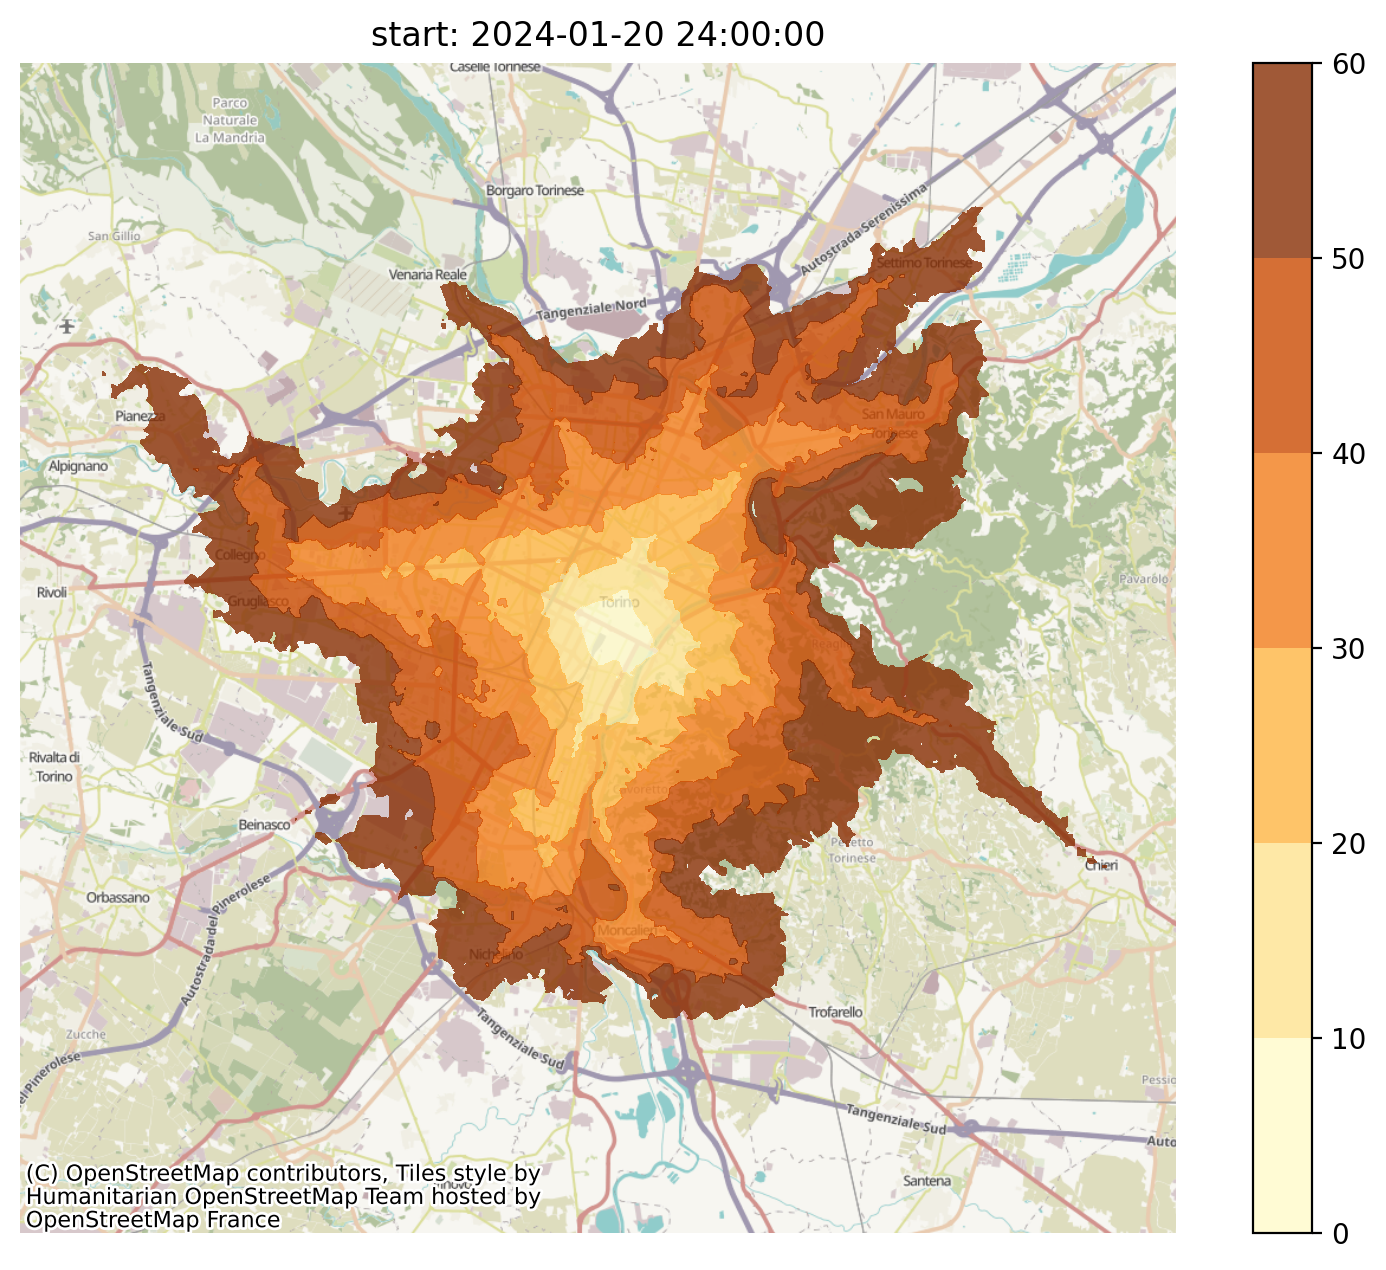 start: 2024-01-20 24:00:00
Caselle Torinese
Parco
Naturale
La Mandria
Borgaro Torinese
San Gillio
Venaria Reale
Autostrada Serenissima
Settimo Torinese
Tangenziale Nord
Pianezza
San Mauro
Torinese
Alpignano
Collegno
Rivoli
Grugliasco
Torino
Pavarolo
Reaglie
Tangenziale Sud
Rivalta di
Torino
Cavoretto
Beinasco
Pecetto
Torinese
Chieri
Orbassano
Autostrada del Pinerolese
Moncalieri
Nichelino
Trofarello
Zucche
Tangenziale Sud
Pinerolese
Pessio
Tangenziale Sud
Auto
Santena
(C) OpenStreetMap contributors, Tiles style by
Humanitarian OpenStreetMap Team hosted by
OpenStreetMap France
60
50
40
30
20
10
0